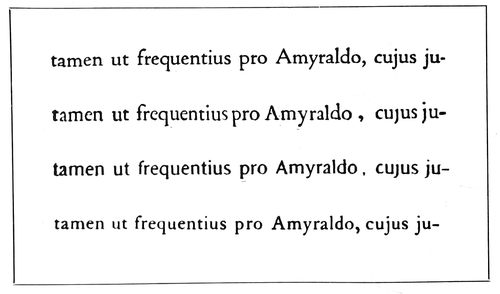 tamen ut frequentius pro Amyraldo, cujus ju-
tamen ut frequentius pro Amyraldo , cujus ju-
tamen ut frequentius pro Amyraldo . cujus ju-
tamen ut frequentius pro Amyraldo, cujus ju-